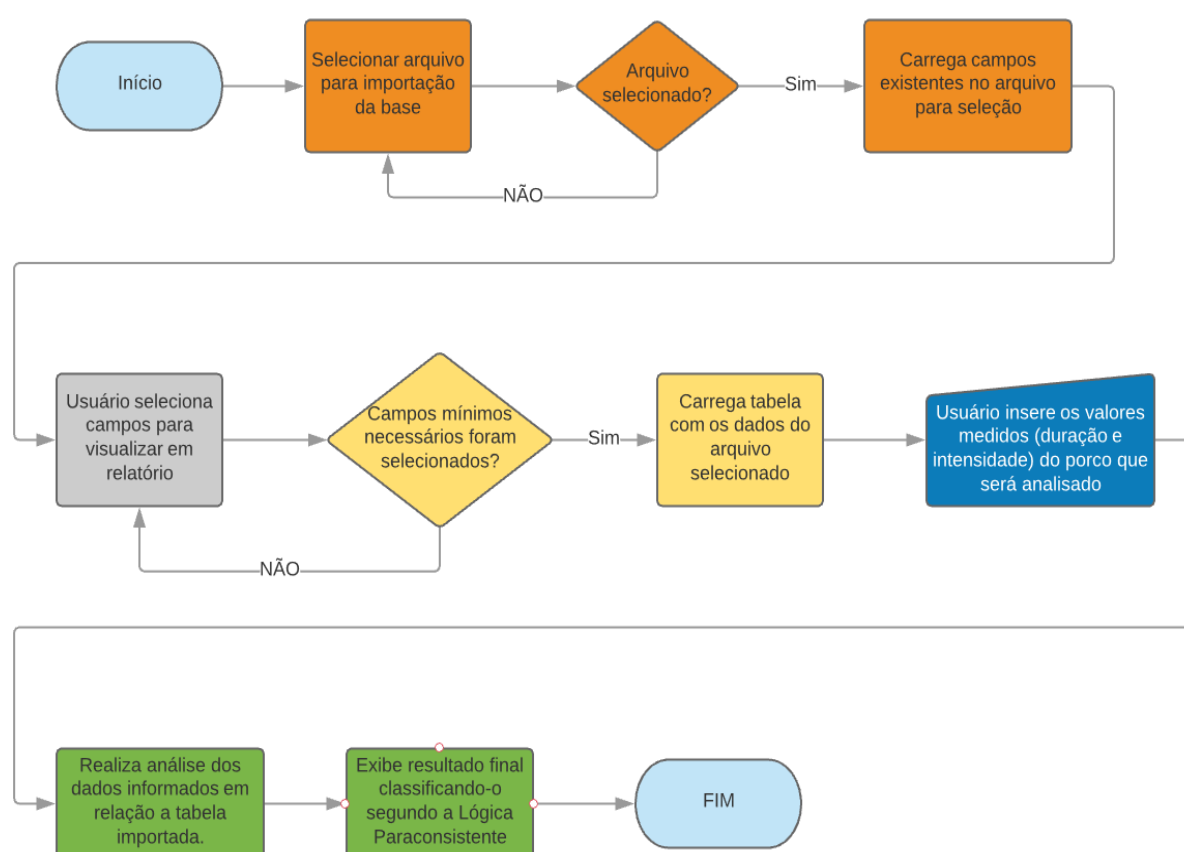 Início
Selecionar arquivo
para importação
da base
Arquivo
selecionado?
Sim
Carrega campos
existentes no arquivo
para seleção
NÃO
Usuário seleciona
campos para
visualizar em
relatório
Campos mínimos
necessários foram
selecionados?
Sim
Carrega tabela
com os dados do
arquivo
selecionado
Usuário insere os valores
medidos (duração e
intensidade) do porco que
será analisado
NÃO
Realiza análise dos
dados informados em
relação a tabela
importada.
Exibe resultado final
classificando-o
segundo a Lógica
Paraconsistente
FIM